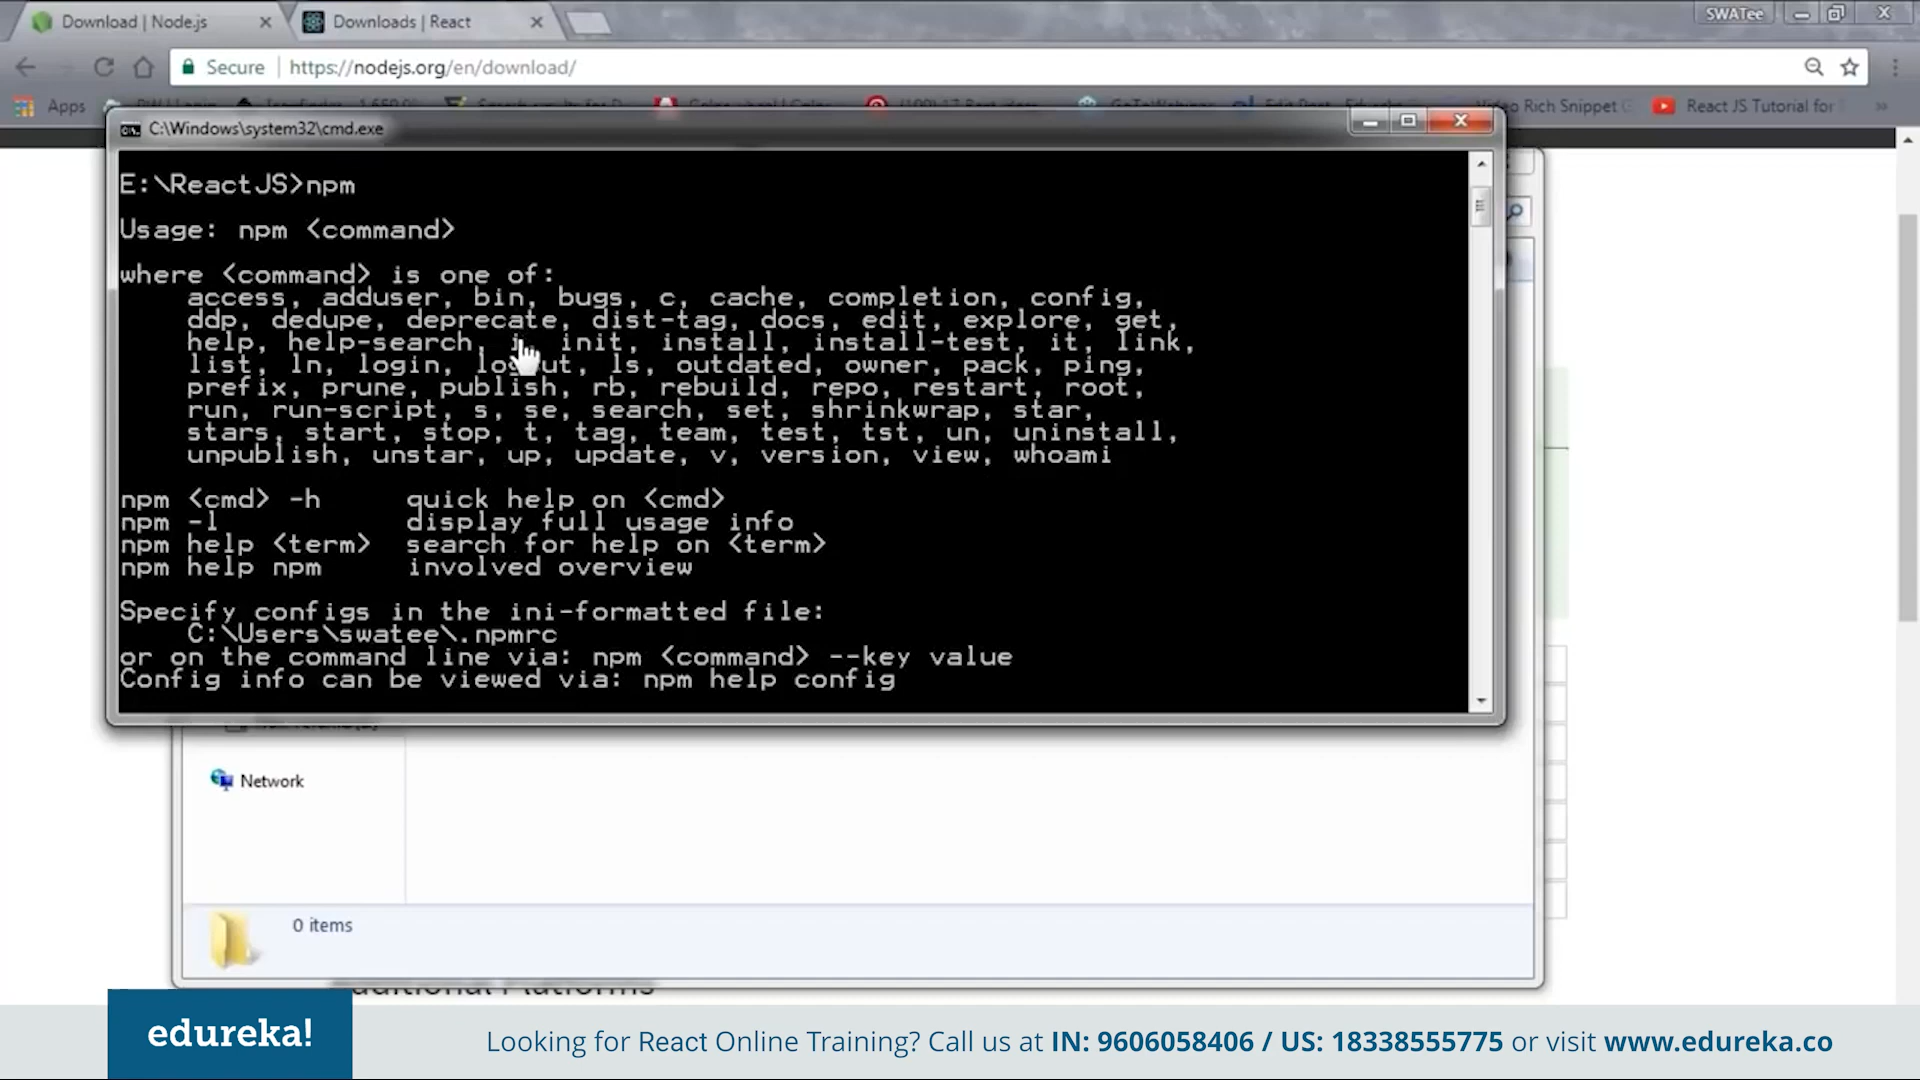 Download | Node.js
Downloads | React
SWATee
Secure
https://nodejs.org/en/download/
Apps
Video Rich Snippet
React JS Tutorial for
C:\Windows\system32\cmd.exe
E:\ReactJS>npm
Usage: npm <command>
where <command> is one of:
access, adduser, bin, bugs, c, cache, completion, config,
ddp, dedupe, deprecate, dist-tag, docs, edit, explore, get,
help, help-search, i, init, install, install-test, it, link,
list, ln, login, logout, ls, outdated, owner, pack, ping,
prefix, prune, publish, rb, rebuild, repo, restart, root,
run, run-script, s, se, search, set, shrinkwrap, star,
stars, start, stop, t, tag, team, test, tst, un, uninstall,
unpublish, unstar, up, update, v, version, view, whoami
npm <cmd> -h quick help on <cmd>
npm -l display full usage info
npm help <term> search for help on <term>
npm help npm involved overview
Specify configs in the ini-formatted file:
C:\Users\swatee\.npmrc
or on the command line via: npm <command> --key value
Config info can be viewed via: npm help config
Network
0 items
Additional Platforms
edureka!
Looking for React Online Training? Call us at IN: 9606058406 / US: 18338555775 or visit www.edureka.co